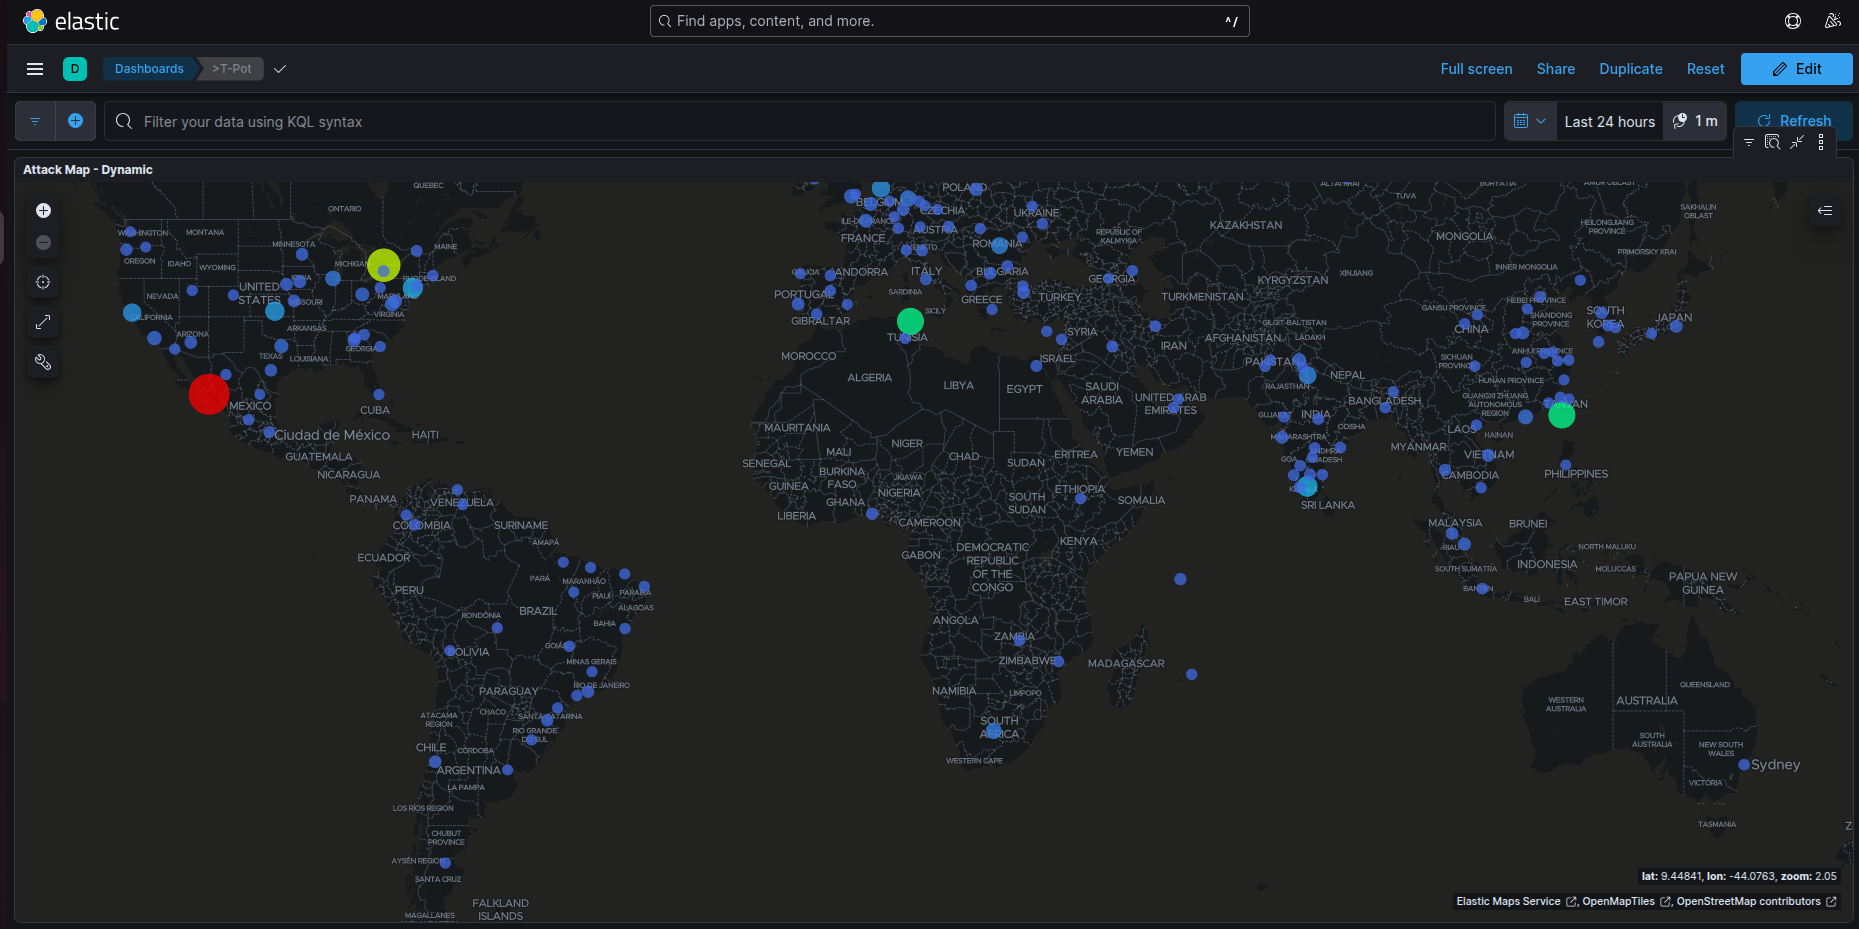 elastic
Find apps, content, and more.
^/
D
Dashboards
>T-Pot
Full screen
Share
Duplicate
Reset
Edit
Filter your data using KQL syntax
Last 24 hours
1 m
Refresh
Attack Map - Dynamic
QUEBEC
ONTARIO
WASHINGTON
MONTANA
MINNESOTA
MAINE
OREGON
IDAHO
WYOMING
MICHIGAN
IOWA
NEVADA
UNITED
STATES
MARYLAND
VIRGINIA
CALIFORNIA
ARKANSAS
ARIZONA
GEORGIA
TEXAS
LOUISIANA
MEXICO
CUBA
Ciudad de México
HAITI
GUATEMALA
NICARAGUA
PANAMA
VENEZUELA
COLOMBIA
SURINAME
AMAPÁ
ECUADOR
PARÁ
MARANHÃO
PERU
PIAUÍ
PARAÍBA
BRAZIL
ALAGOAS
RONDÔNIA
BAHIA
BOLIVIA
GOIÁS
MINAS GERAIS
RIO DE JANEIRO
PARAGUAY
ATACAMA
REGION
CHACO
SANTA CATARINA
RIO GRANDE
DO SUL
CHILE
CÓRDOBA
ARGENTINA
LA PAMPA
LOS RÍOS REGION
CHUBUT
PROVINCE
AYSÉN REGION
SANTA CRUZ
FALKLAND
ISLANDS
MAGALLANES
POLAND
BELGIUM
CZECHIA
UKRAINE
ILE-DE-FRANCE
AUSTRIA
FRANCE
VENETO
ROMANIA
REPUBLIC OF
KALMYKIA
ANDORRA
ITALY
BULGARIA
GEORGIA
PORTUGAL
SARDINIA
GREECE
TURKEY
GIBRALTAR
SICILY
TUNISIA
SYRIA
MOROCCO
ISRAEL
IRAN
ALGERIA
LIBYA
EGYPT
SAUDI
ARABIA
UNITED ARAB
EMIRATES
MAURITANIA
MALI
NIGER
CHAD
SUDAN
ERITREA
YEMEN
SENEGAL
BURKINA
FASO
JIGAWA
GUINEA
NIGERIA
GHANA
SOUTH
SUDAN
ETHIOPIA
SOMALIA
LIBERIA
CAMEROON
GABON
DEMOCRATIC
REPUBLIC
OF THE
CONGO
KENYA
ANGOLA
ZAMBIA
ZIMBABWE
MADAGASCAR
NAMIBIA
LIMPOPO
SOUTH
AFRICA
WESTERN CAPE
TUVA
KAZAKHSTAN
MONGOLIA
HEILONGJIANG
PROVINCE
SAKHALIN
OBLAST
PRIMORSKY KRAI
INNER MONGOLIA
KYRGYZSTAN
XINJIANG
TURKMENISTAN
HEBEI PROVINCE
GANSU PROVINCE
SHANDONG
PROVINCE
SOUTH
KOREA
JAPAN
GILGIT-BALTISTAN
CHINA
AFGHANISTAN
LADAKH
PAKISTAN
ANHUI PROVINCE
SICHUAN
PROVINCE
NEPAL
RAJASTHAN
HUNAN PROVINCE
BANGLADESH
GUANGXI ZHUANG
AUTONOMOUS
REGION
TAIWAN
GUJARAT
INDIA
ODISHA
LAOS
HAINAN
MAHARASHTRA
MYANMAR
GOA
ANDHRA
PRADESH
VIETNAM
CAMBODIA
PHILIPPINES
SRI LANKA
MALAYSIA
BRUNEI
RIAU
NORTH MALUKU
SOUTH SUMATRA
INDONESIA
MOLUCCAS
PAPUA NEW
GUINEA
BANTEN
BALI
EAST TIMOR
QUEENSLAND
WESTERN
AUSTRALIA
AUSTRALIA
SOUTH
AUSTRALIA
NEW SOUTH
WALES
Sydney
VICTORIA
TASMANIA
lat: 9.44841, lon: -44.0763, zoom: 2.05
Elastic Maps Service , OpenMapTiles , OpenStreetMap contributors